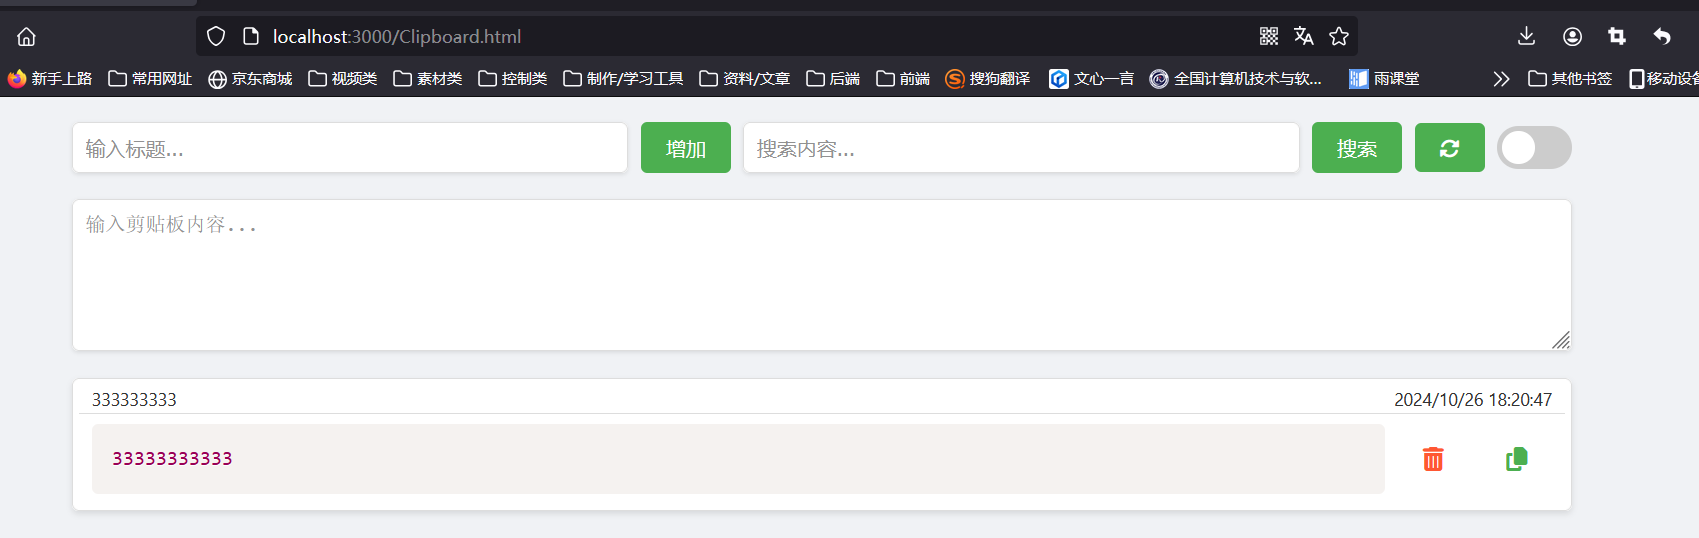 localhost:3000/Clipboard.html
新手上路 常用网址 京东商城 视频类 素材类 控制类 制作/学习工具 资料/文章 后端 前端 搜狗翻译 文心一言 全国计算机技术与软... 雨课堂 其他书签 移动设备
输入标题... 增加 搜索内容... 搜索
输入剪贴板内容...
333333333 2024/10/26 18:20:47
33333333333